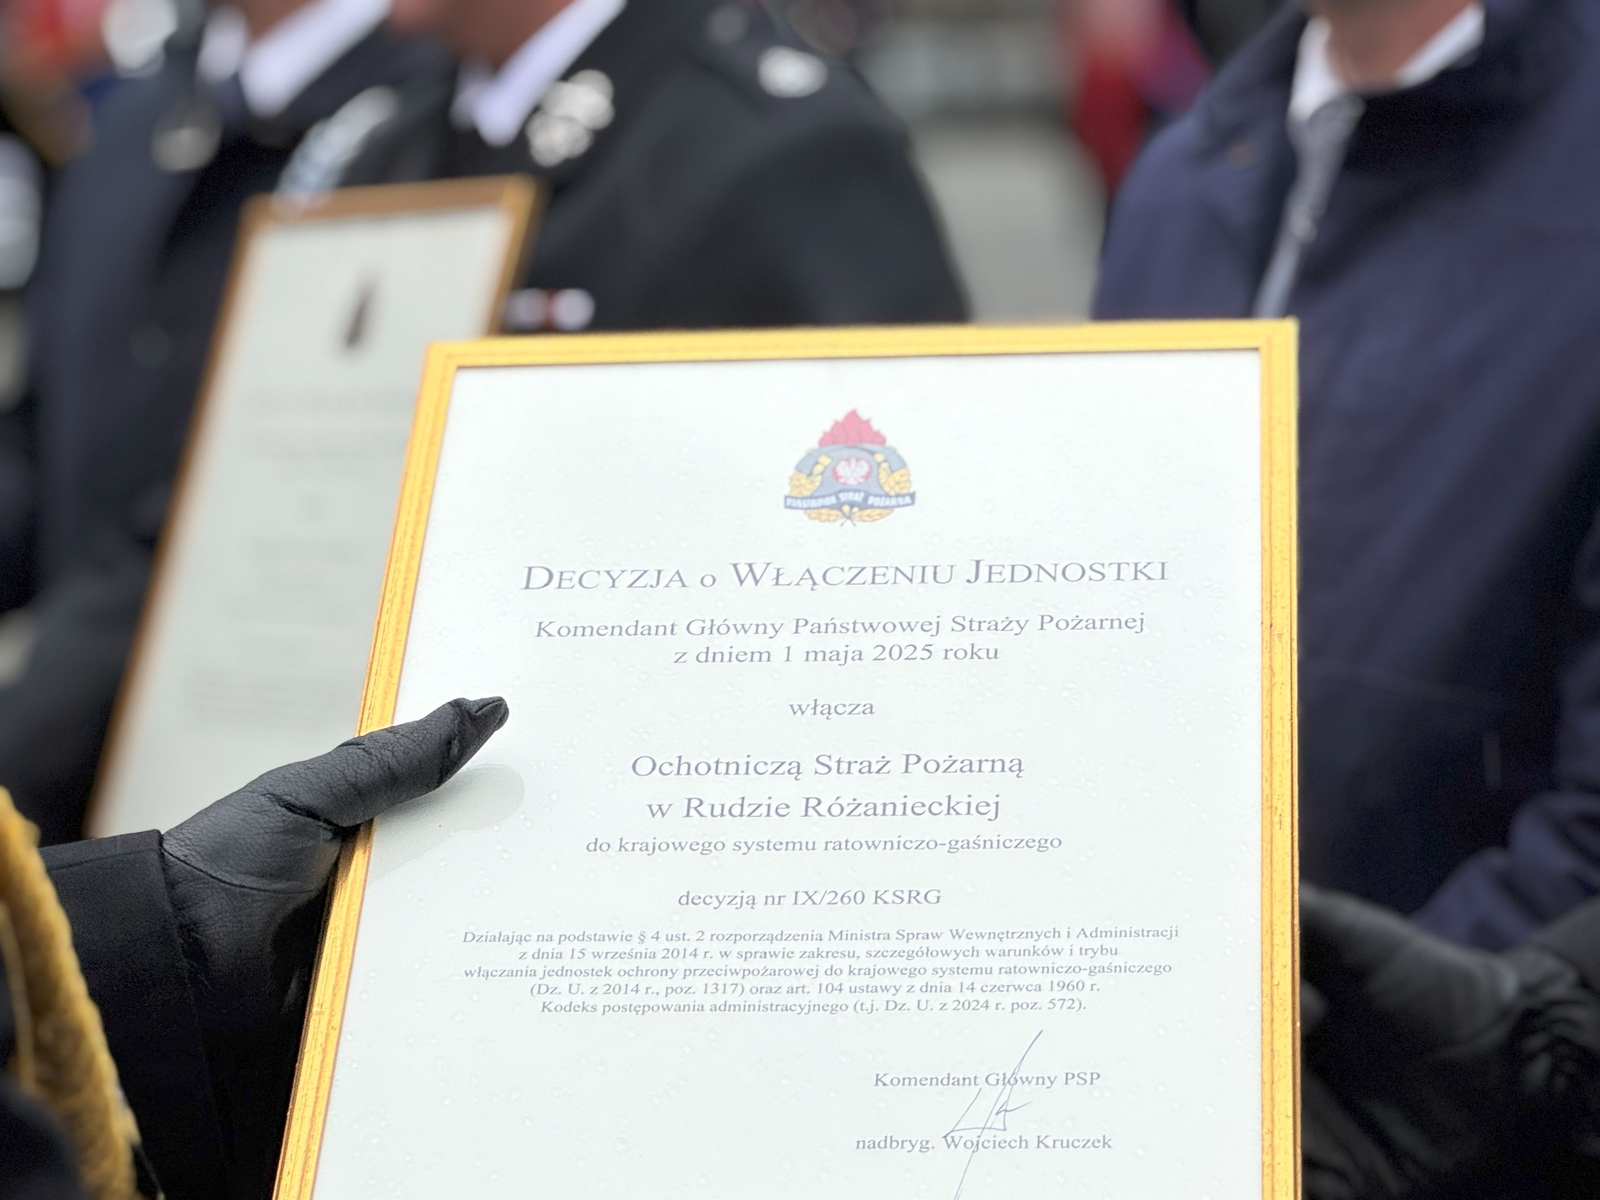 PAŃSTWOWA STRAŻ POŻARNA
DECYZJA O WŁĄCZENIU JEDNOSTKI
Komendant Główny Państwowej Straży Pożarnej
z dniem 1 maja 2025 roku
włącza
Ochotniczą Straż Pożarną
w Rudzie Różanieckiej
do krajowego systemu ratowniczo-gaśniczego
decyzją nr IX/260 KSRG
Działając na podstawie § 4 ust. 2 rozporządzenia Ministra Spraw Wewnętrznych i Administracji
z dnia 15 września 2014 r. w sprawie zakresu, szczegółowych warunków i trybu
włączania jednostek ochrony przeciwpożarowej do krajowego systemu ratowniczo-gaśniczego
(Dz. U. z 2014 r., poz. 1317) oraz art. 104 ustawy z dnia 14 czerwca 1960 r.
Kodeks postępowania administracyjnego (t.j. Dz. U. z 2024 r. poz. 572).
Komendant Główny PSP
nadbryg. Wojciech Kruczek